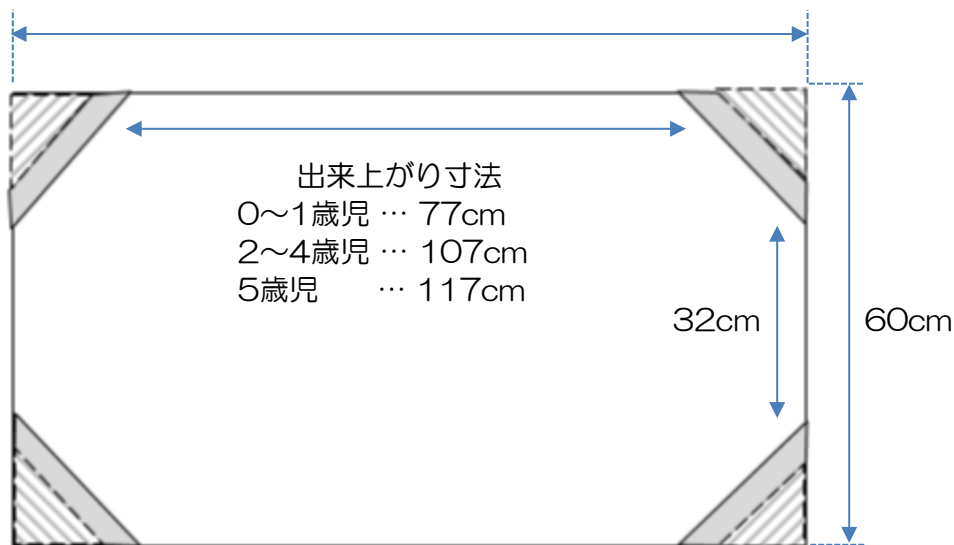 出来上がり寸法
0～1歳児 … 77cm
2～4歳児 … 107cm
5歳児　　… 117cm
32cm
60cm